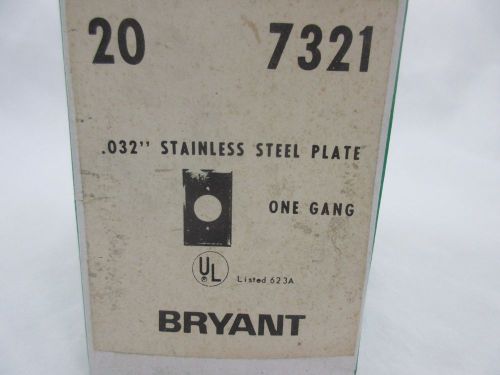 20 7321
.032" STAINLESS STEEL PLATE
ONE GANG
UL Listed 623A
BRYANT